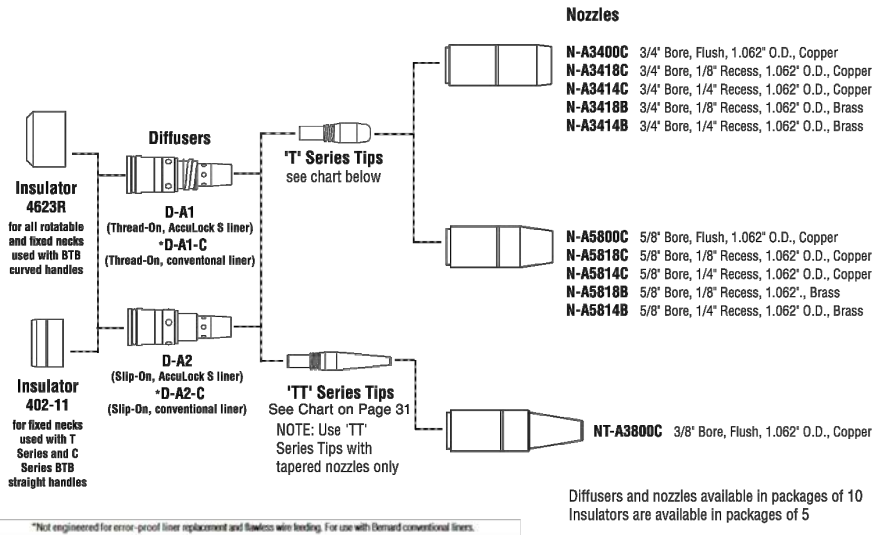 Nozzles
N-A3400C 3/4" Bore, Flush, 1.062" O.D., Copper
N-A3418C 3/4" Bore, 1/8" Recess, 1.062" O.D., Copper
N-A3414C 3/4" Bore, 1/4" Recess, 1.062" O.D., Copper
N-A3418B 3/4" Bore, 1/8" Recess, 1.062" O.D., Brass
N-A3414B 3/4" Bore, 1/4" Recess, 1.062" O.D., Brass
Diffusers
'T' Series Tips
see chart below
Insulator
4623R
for all rotatable
and fixed necks
used with BTB
curved handles
D-A1
(Thread-On, AccuLock S liner)
*D-A1-C
(Thread-On, conventonal liner)
N-A5800C 5/8" Bore, Flush, 1.062" O.D., Copper
N-A5818C 5/8" Bore, 1/8" Recess, 1.062" O.D., Copper
N-A5814C 5/8" Bore, 1/4" Recess, 1.062" O.D., Copper
N-A5818B 5/8" Bore, 1/8" Recess, 1.062"., Brass
N-A5814B 5/8" Bore, 1/4" Recess, 1.062" O.D., Brass
Insulator
402-11
for fixed necks
used with T
Series and C
Series BTB
straight handles
D-A2
(Slip-On, AccuLock S liner)
*D-A2-C
(Slip-On, conventional liner)
'TT' Series Tips
See Chart on Page 31
NOTE: Use 'TT'
Series Tips with
tapered nozzles only
NT-A3800C 3/8" Bore, Flush, 1.062" O.D., Copper
Diffusers and nozzles available in packages of 10
Insulators are available in packages of 5
*Not engineered for error-proof liner replacement and flawless wire feeding. For use with Bernard conventional liners.